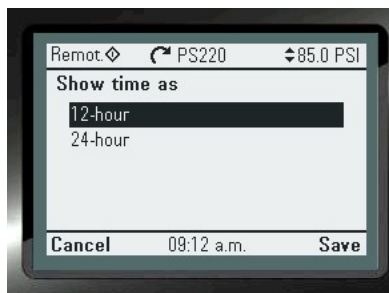 Remot. PS220 85.0 PSI
Show time as
12-hour
24-hour
Cancel 09:12 a.m. Save